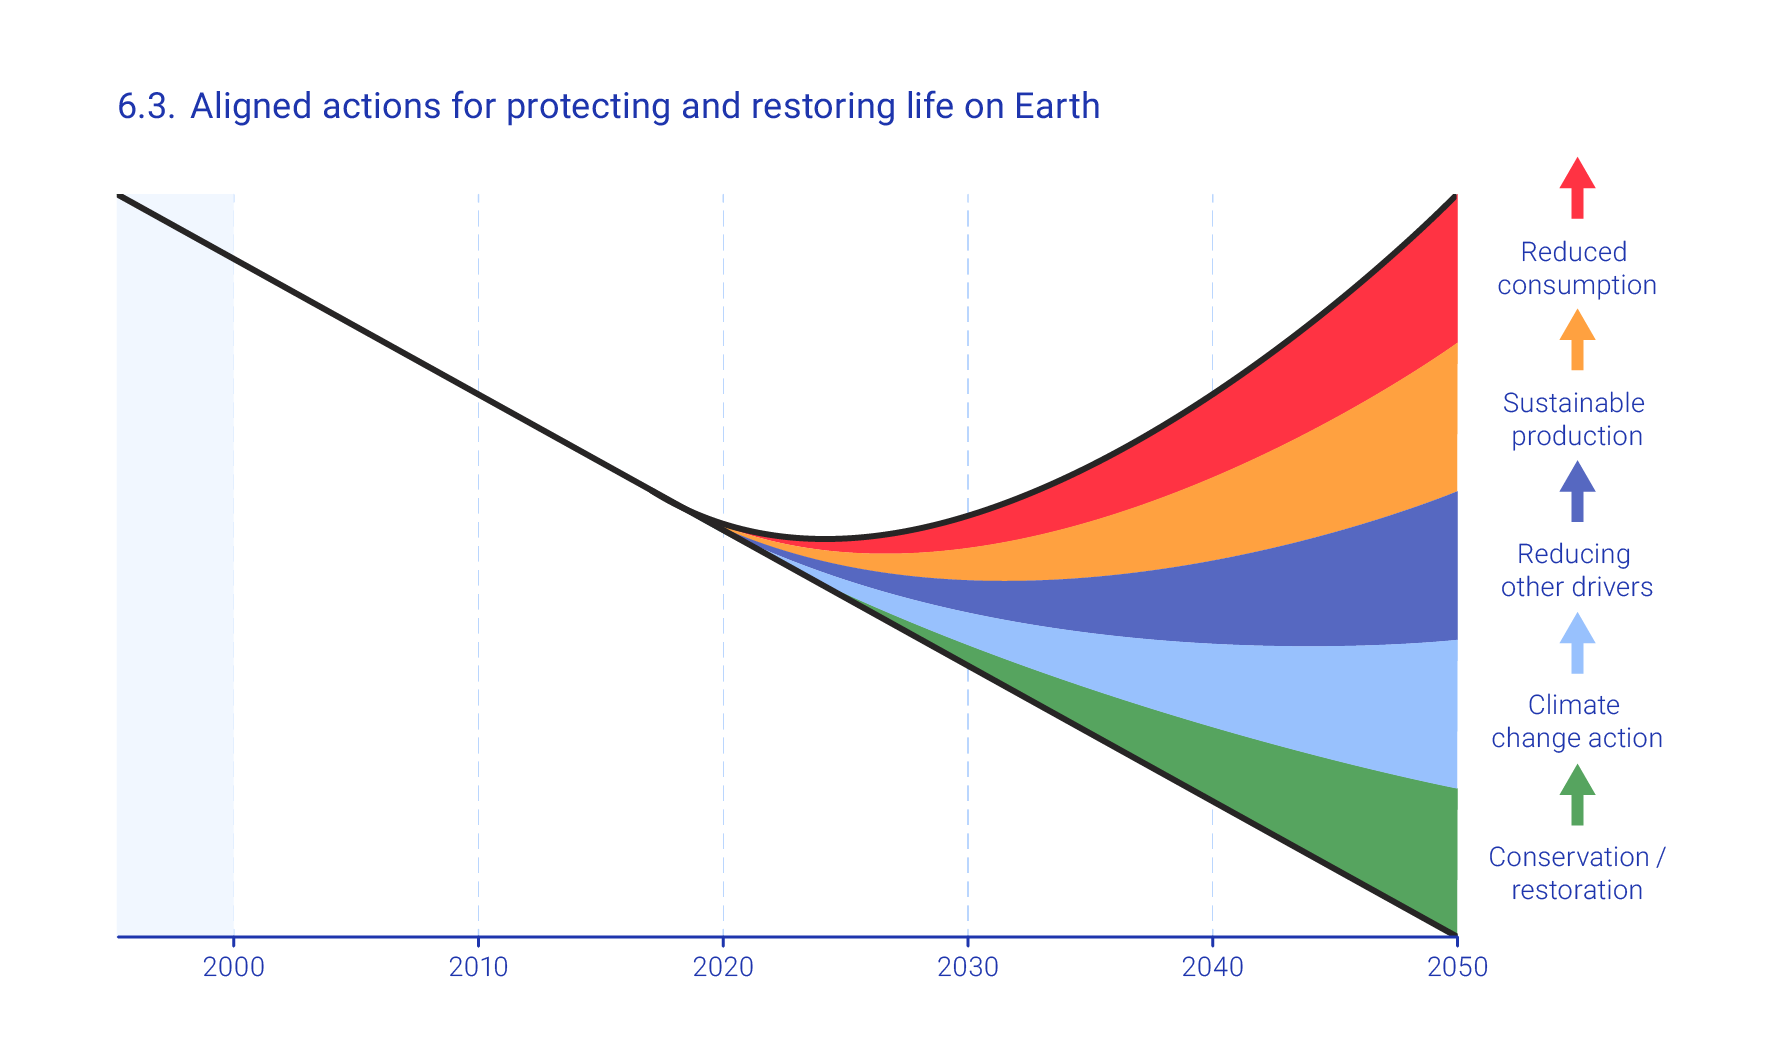 6.3. Aligned actions for protecting and restoring life on Earth
Reduced
consumption
Sustainable
production
Reducing
other drivers
Climate
change action
Conservation /
restoration
2000 2010 2020 2030 2040 2050